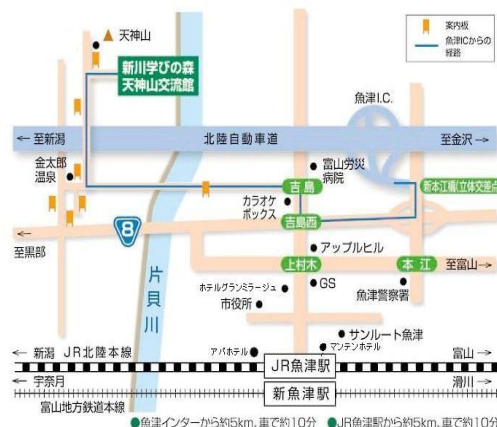 天神山
案内板
魚津ICからの
経路
新川学びの森
天神山交流館
魚津I.C.
← 至新潟
北陸自動車道
至金沢 →
金太郎
温泉
富山労災
病院
吉島
新本江橋(立体交差点)
カラオケ
ボックス
吉島西
8
← 至黒部
アップルヒル
上村木
本江
至富山 →
片貝川
ホテルグランミラージュ
GS
魚津警察署
市役所
サンルート魚津
アパホテル
マンテンホテル
← 新潟
JR北陸本線
富山 →
JR魚津駅
← 宇奈月
新魚津駅
滑川 →
富山地方鉄道本線
●魚津インターから約5km、車で約10分
●JR魚津駅から約5km、車で約10分